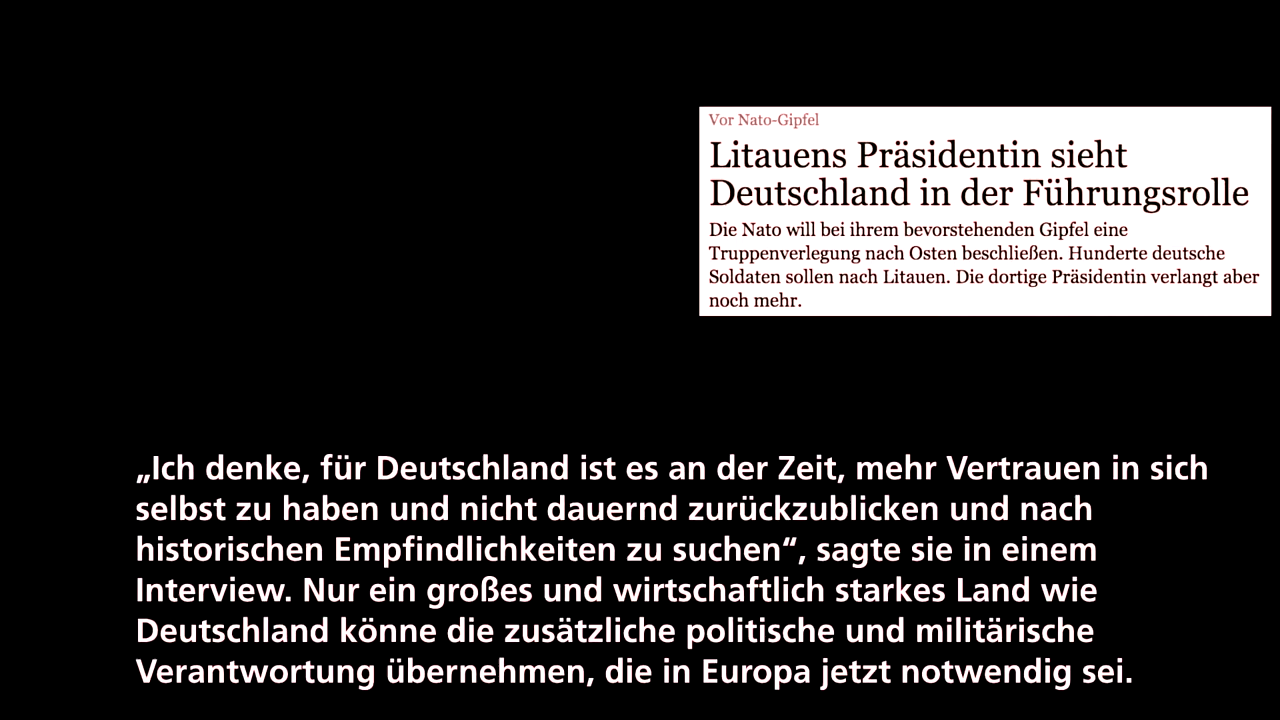 Vor Nato-Gipfel
Litauens Präsidentin sieht
Deutschland in der Führungsrolle
Die Nato will bei ihrem bevorstehenden Gipfel eine
Truppenverlegung nach Osten beschließen. Hunderte deutsche
Soldaten sollen nach Litauen. Die dortige Präsidentin verlangt aber
noch mehr.
„Ich denke, für Deutschland ist es an der Zeit, mehr Vertrauen in sich
selbst zu haben und nicht dauernd zurückzublicken und nach
historischen Empfindlichkeiten zu suchen“, sagte sie in einem
Interview. Nur ein großes und wirtschaftlich starkes Land wie
Deutschland könne die zusätzliche politische und militärische
Verantwortung übernehmen, die in Europa jetzt notwendig sei.